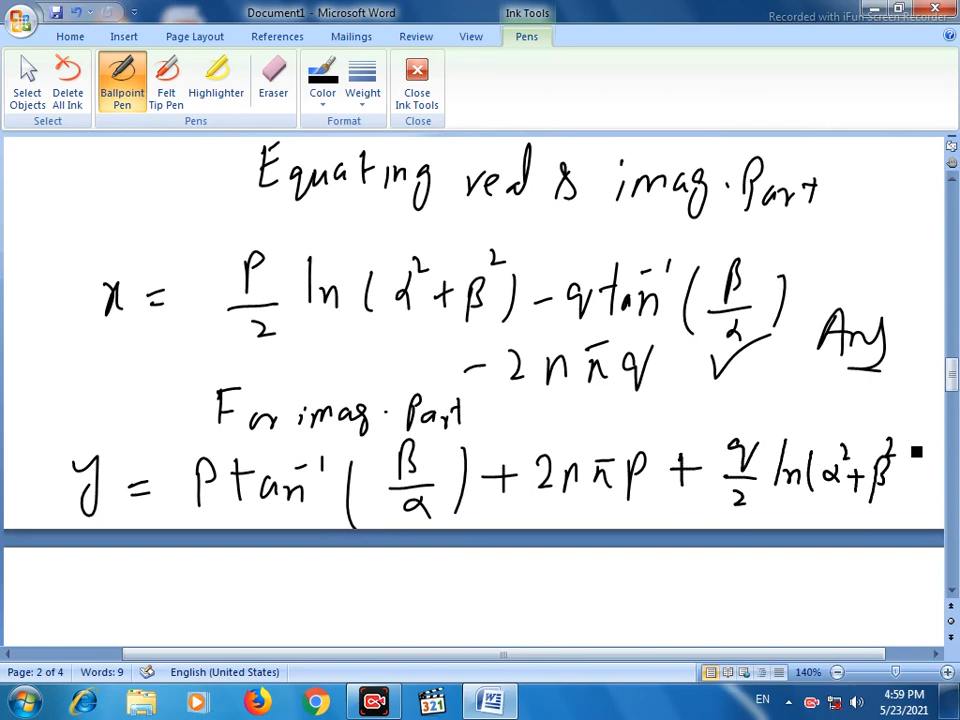 Document1 - Microsoft Word
Ink Tools
Recorded with iFun Screen Recorder
Home Insert Page Layout References Mailings Review View Pens
Select Objects Delete All Ink Ballpoint Pen Felt Tip Pen Highlighter Eraser Color Weight Close Ink Tools
Select Pens Format Close
Equating real & imag. Part
x = p/2 ln(α²+β²) - q tan⁻¹(β/α)
- 2nπq ✓ Ans
For imag. Part
y = p tan⁻¹(β/α) + 2nπp + q/2 ln(α²+β²
Page: 2 of 4 Words: 9 English (United States) 140%
321 W EN 4:59 PM
5/23/2021